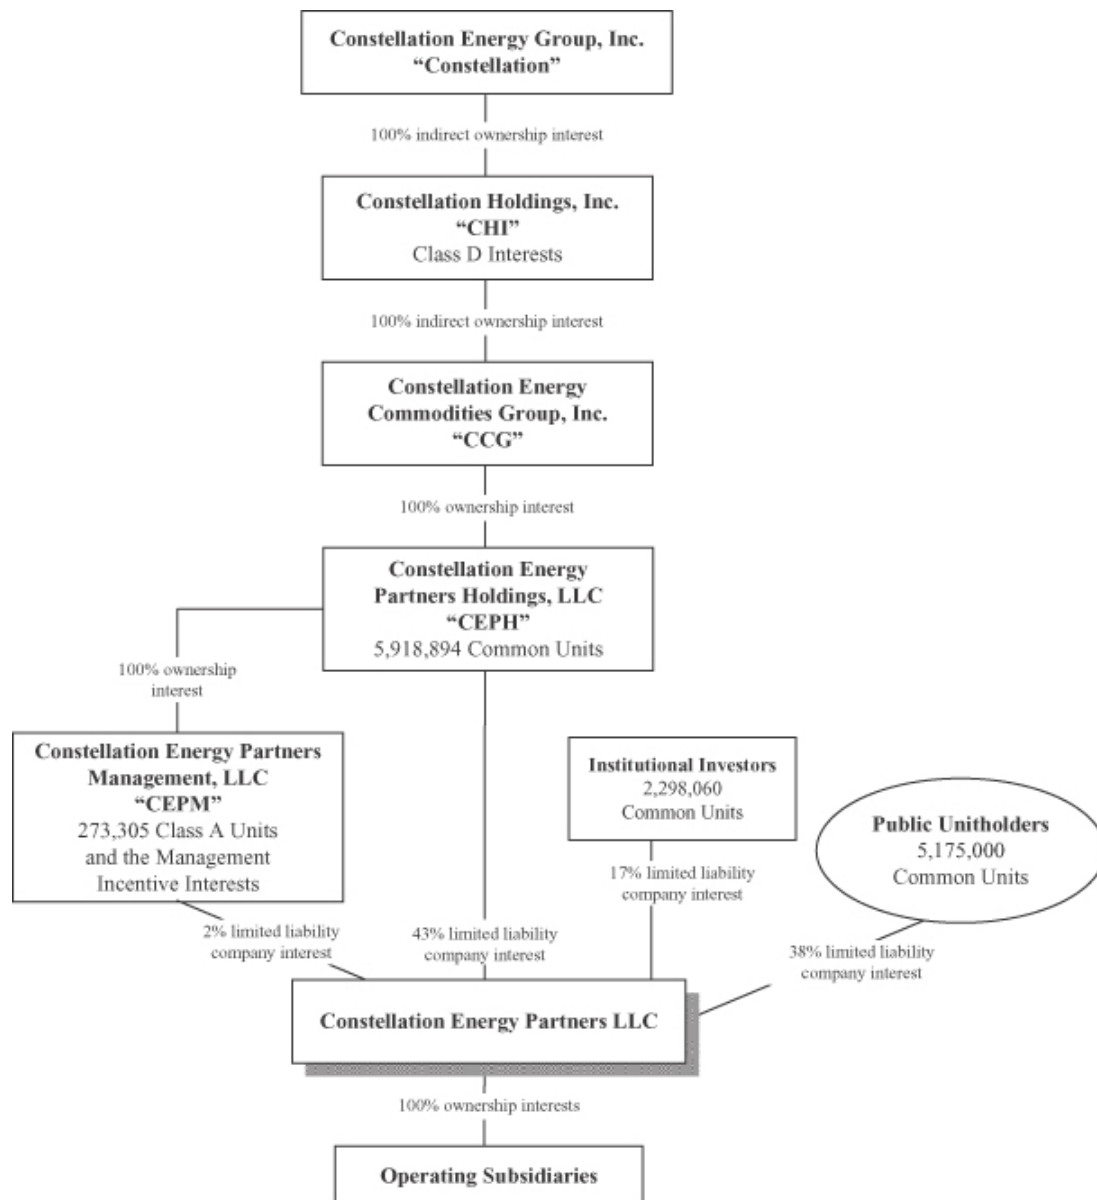 Constellation Energy Group, Inc.
“Constellation”
100% indirect ownership interest
Constellation Holdings, Inc.
“CHI”
Class D Interests
100% indirect ownership interest
Constellation Energy
Commodities Group, Inc.
“CCG”
100% ownership interest
Constellation Energy
Partners Holdings, LLC
“CEPH”
5,918,894 Common Units
100% ownership
interest
Constellation Energy Partners
Management, LLC
“CEPM”
273,305 Class A Units
and the Management
Incentive Interests
Institutional Investors
2,298,060
Common Units
Public Unitholders
5,175,000
Common Units
2% limited liability
company interest
43% limited liability
company interest
17% limited liability
company interest
38% limited liability
company interest
Constellation Energy Partners LLC
100% ownership interests
Operating Subsidiaries